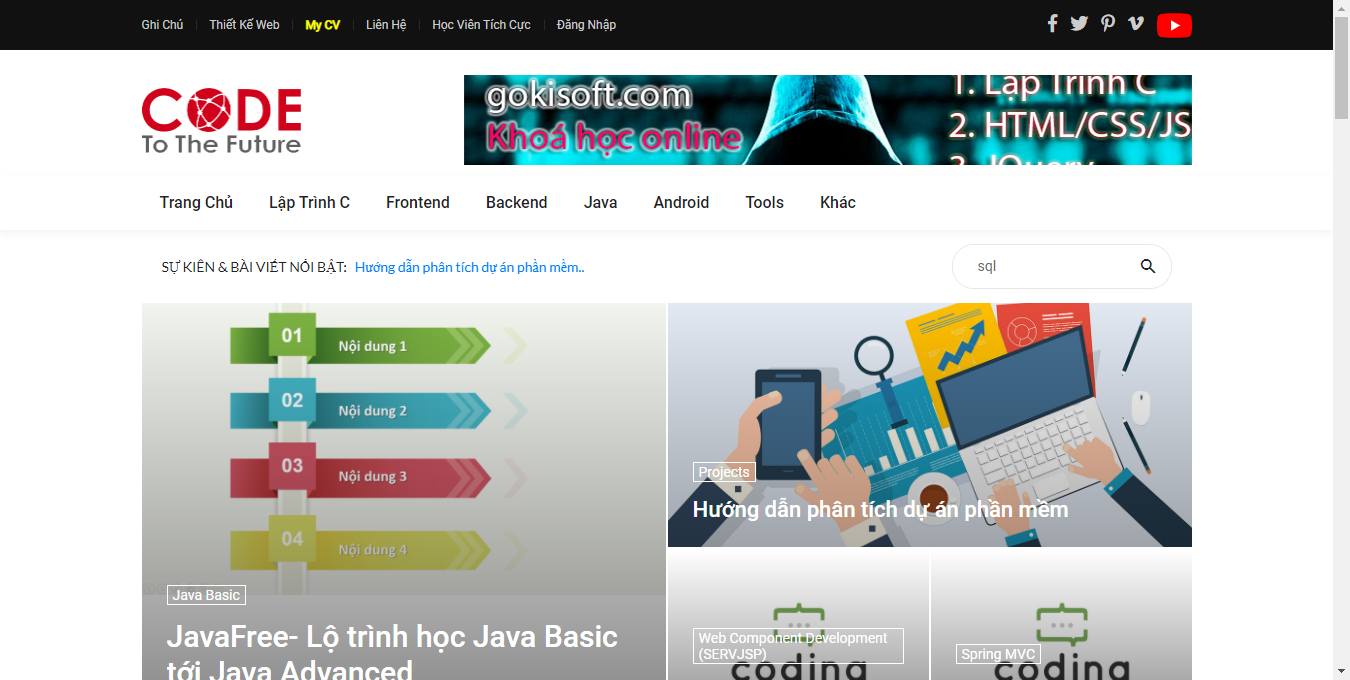 Ghi Chú
Thiết Kế Web
My CV
Liên Hệ
Học Viên Tích Cực
Đăng Nhập
CODE
To The Future
gokisoft.com
Khoá học online
1. Lập Trình C
2. HTML/CSS/JS
3. JQuery
Trang Chủ
Lập Trình C
Frontend
Backend
Java
Android
Tools
Khác
SỰ KIÊN & BÀI VIẾT NỔI BẬT: Hướng dẫn phân tích dự án phần mềm..
sql
01
Nội dung 1
02
Nội dung 2
03
Nội dung 3
04
Nội dung 4
Java Basic
JavaFree- Lộ trình học Java Basic
tới Java Advanced
Projects
Hướng dẫn phân tích dự án phần mềm
Web Component Development
(SERVJSP)
coding
Spring MVC
coding